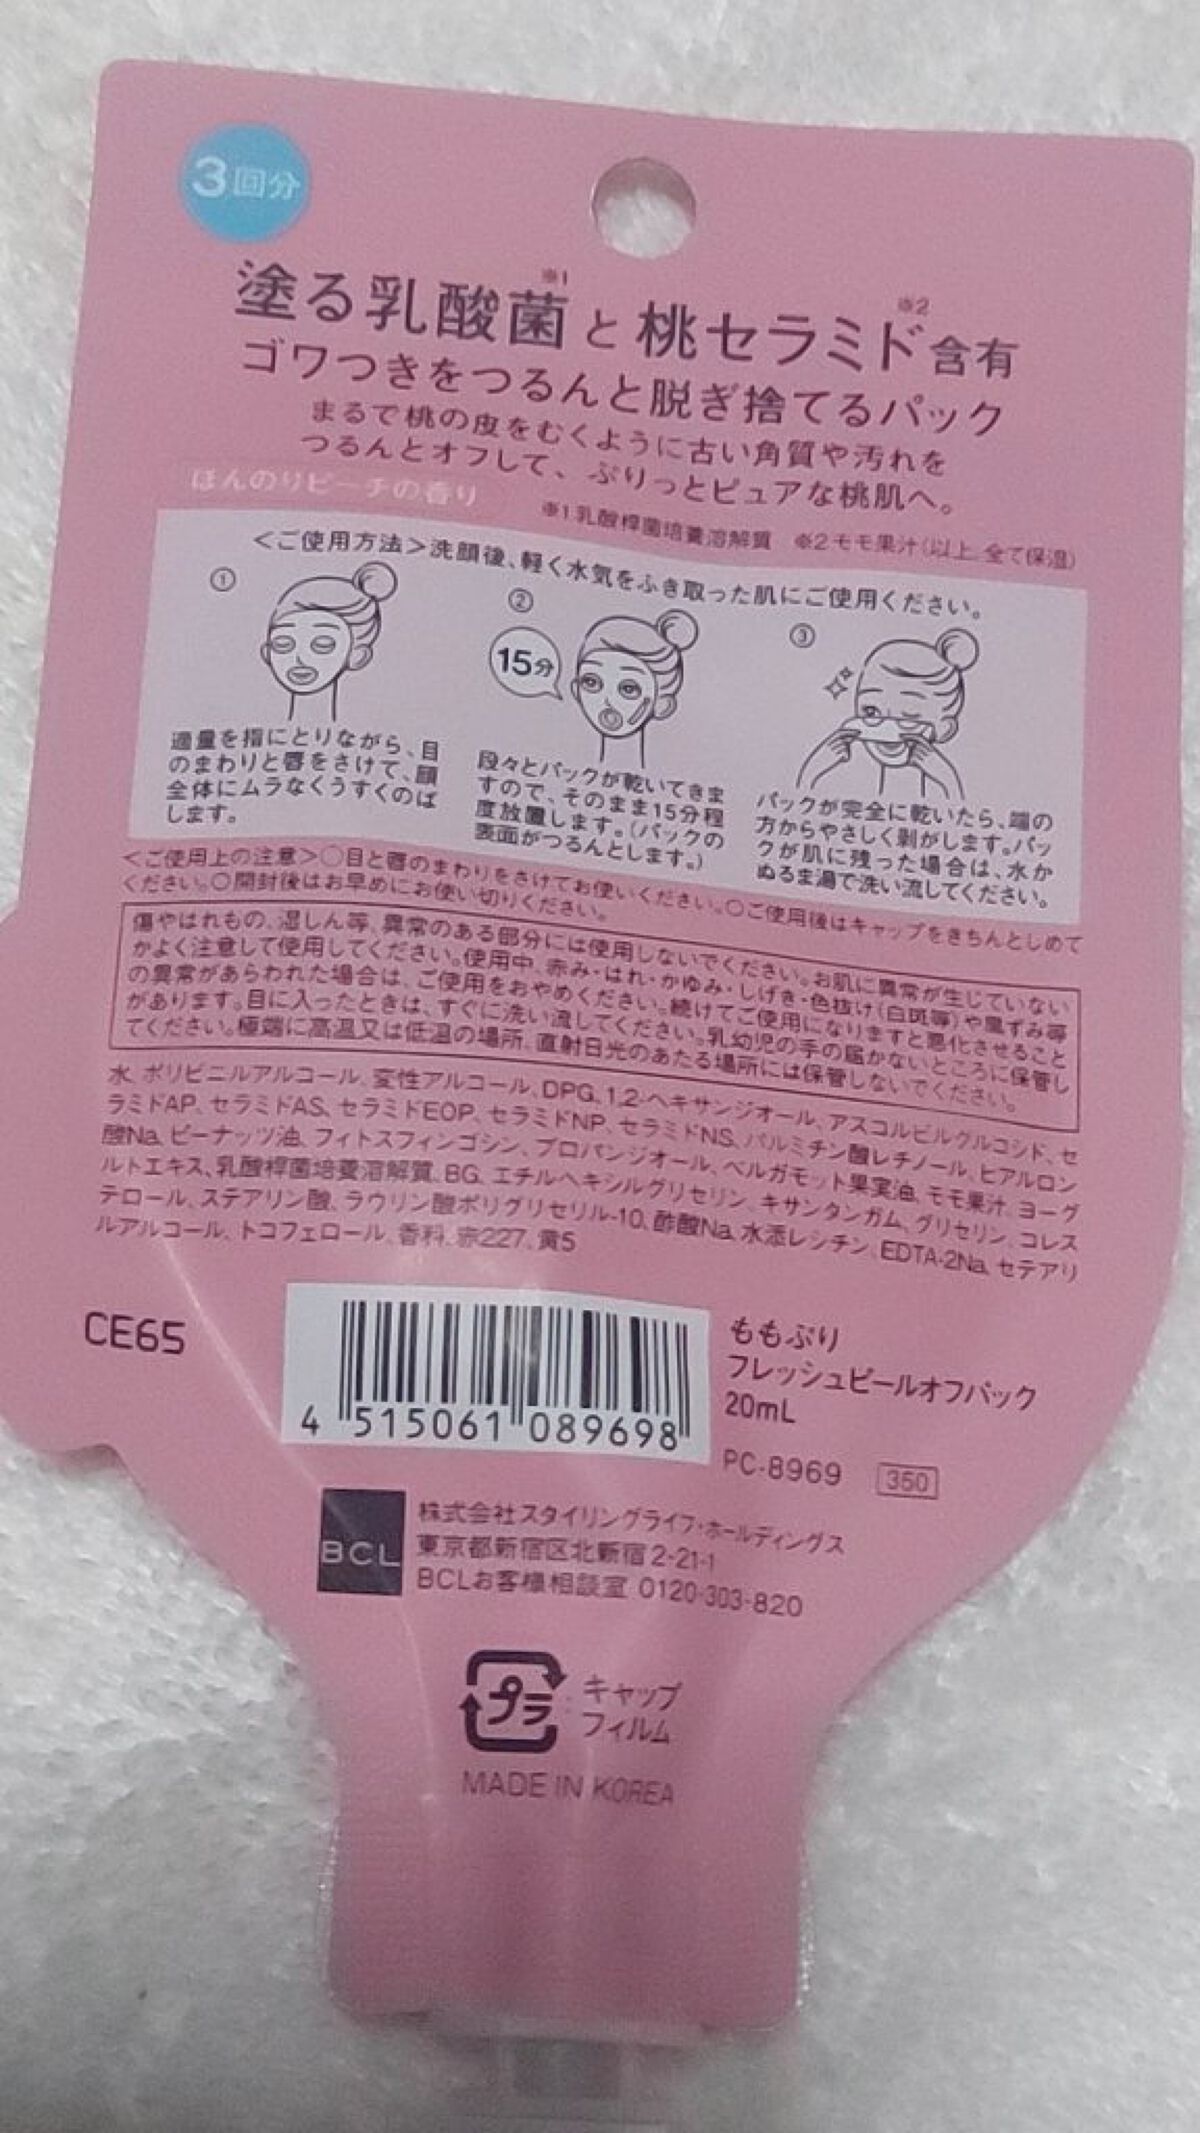 3回分
※1 ※2
塗る乳酸菌と桃セラミド含有
ゴワつきをつるんと脱ぎ捨てるパック
まるで桃の皮をむくように古い角質や汚れを
つるんとオフして、ぷりっとピュアな桃肌へ。
ほんのりピーチの香り
※1乳酸桿菌培養溶解質 ※2モモ果汁(以上、全て保湿)
<ご使用方法>洗顔後、軽く水気をふき取った肌にご使用ください。
①
適量を指にとりながら、目
のまわりと唇をさけて、顔
全体にムラなくうすくのば
します。
②
15分
段々とパックが乾いてきま
すので、そのまま15分程
度放置します。(パックの
表面がつるんとします。)
③
パックが完全に乾いたら、端の
方からやさしく剥がします。パッ
クが肌に残った場合は、水か
ぬるま湯で洗い流してください。
<ご使用上の注意>○目と唇のまわりをさけてお使いください。○ご使用後はキャップをきちんとしめて
ください。○開封後はお早めにお使い切りください。
傷やはれもの、湿しん等、異常のある部分には使用しないでください。お肌に異常が生じていない
かよく注意して使用してください。使用中、赤み・はれ・かゆみ・しげき・色抜け(白斑等)や黒ずみ等
の異常があらわれた場合は、ご使用をおやめください。続けてご使用になりますと悪化させること
があります。目に入ったときは、すぐに洗い流してください。乳幼児の手の届かないところに保管し
てください。極端に高温又は低温の場所、直射日光のあたる場所には保管しないでください。
水、ポリビニルアルコール、変性アルコール、DPG、1,2-ヘキサンジオール、アスコルビルグルコシド、セ
ラミドAP、セラミドAS、セラミドEOP、セラミドNP、セラミドNS、パルミチン酸レチノール、ヒアルロン
酸Na、ピーナッツ油、フィトスフィンゴシン、プロパンジオール、ベルガモット果実油、モモ果汁、ヨーグ
ルトエキス、乳酸桿菌培養溶解質、BG、エチルヘキシルグリセリン、キサンタンガム、グリセリン、コレス
テロール、ステアリン酸、ラウリン酸ポリグリセリル-10、酢酸Na、水添レシチン、EDTA-2Na、セテアリ
ルアルコール、トコフェロール、香料、赤227、黄5
CE65
4 515061 089698
ももぷり
フレッシュピールオフパック
20mL
PC-8969 350
BCL
株式会社スタイリングライフ・ホールディングス
東京都新宿区北新宿2-21-1
BCLお客様相談室 0120-303-820
プラ
キャップ
フィルム
MADE IN KOREA